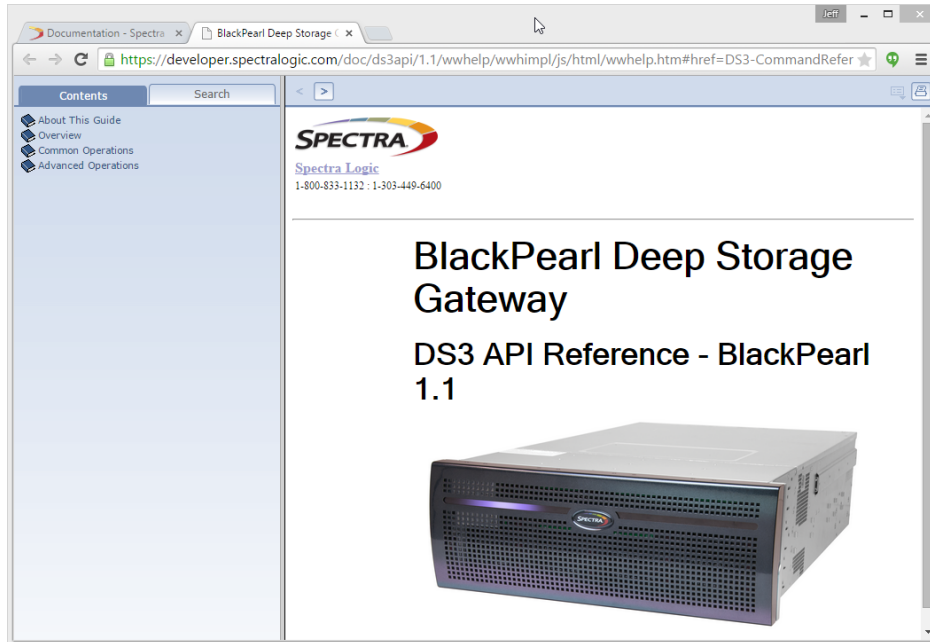 Jeff
Documentation - Spectra
BlackPearl Deep Storage G
https://developer.spectralogic.com/doc/ds3api/1.1/wwhelp/wwhimpl/js/html/wwhelp.htm#href=DS3-CommandRefer
Contents
Search
About This Guide
Overview
Common Operations
Advanced Operations
< >
SPECTRA
Spectra Logic
1-800-833-1132 : 1-303-449-6400
BlackPearl Deep Storage
Gateway
DS3 API Reference - BlackPearl
1.1
SPECTRA